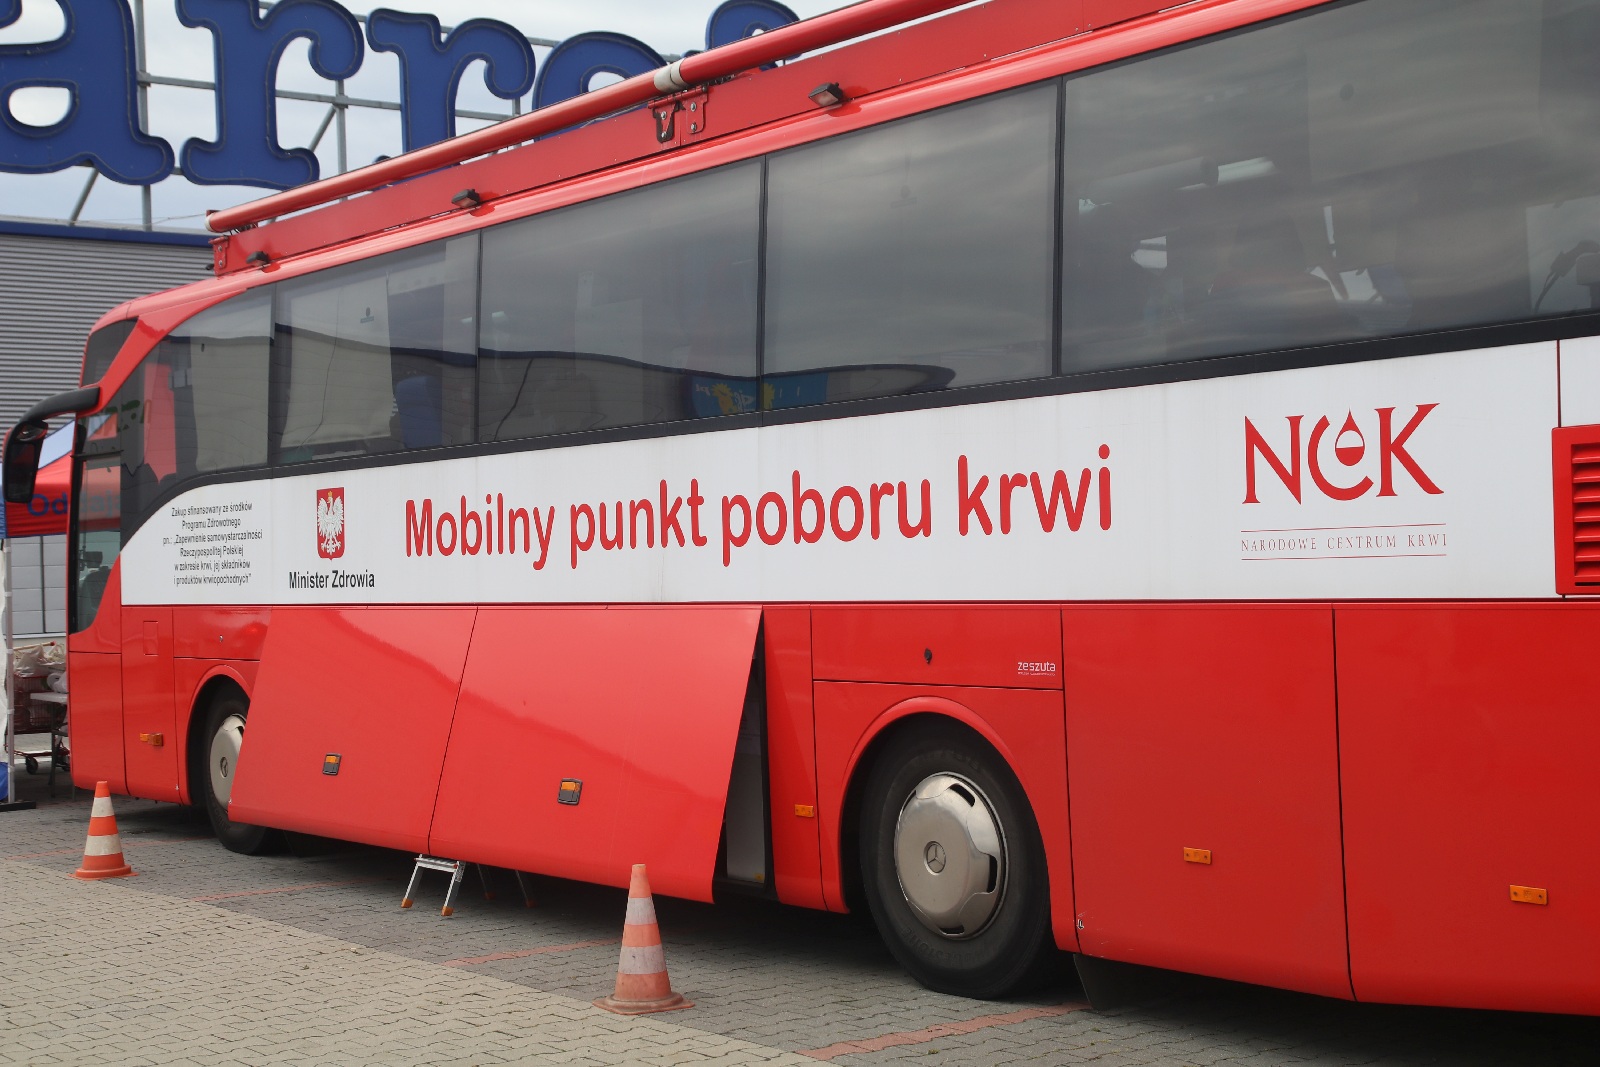 arref
Zakup sfinansowany ze środków
Programu Zdrowotnego
pn.: „Zapewnienie samowystarczalności
Rzeczypospolitej Polskiej
w zakresie krwi, jej składników
i produktów krwiopochodnych"
Minister Zdrowia
Mobilny punkt poboru krwi
NCK
NARODOWE CENTRUM KRWI
zeszuta